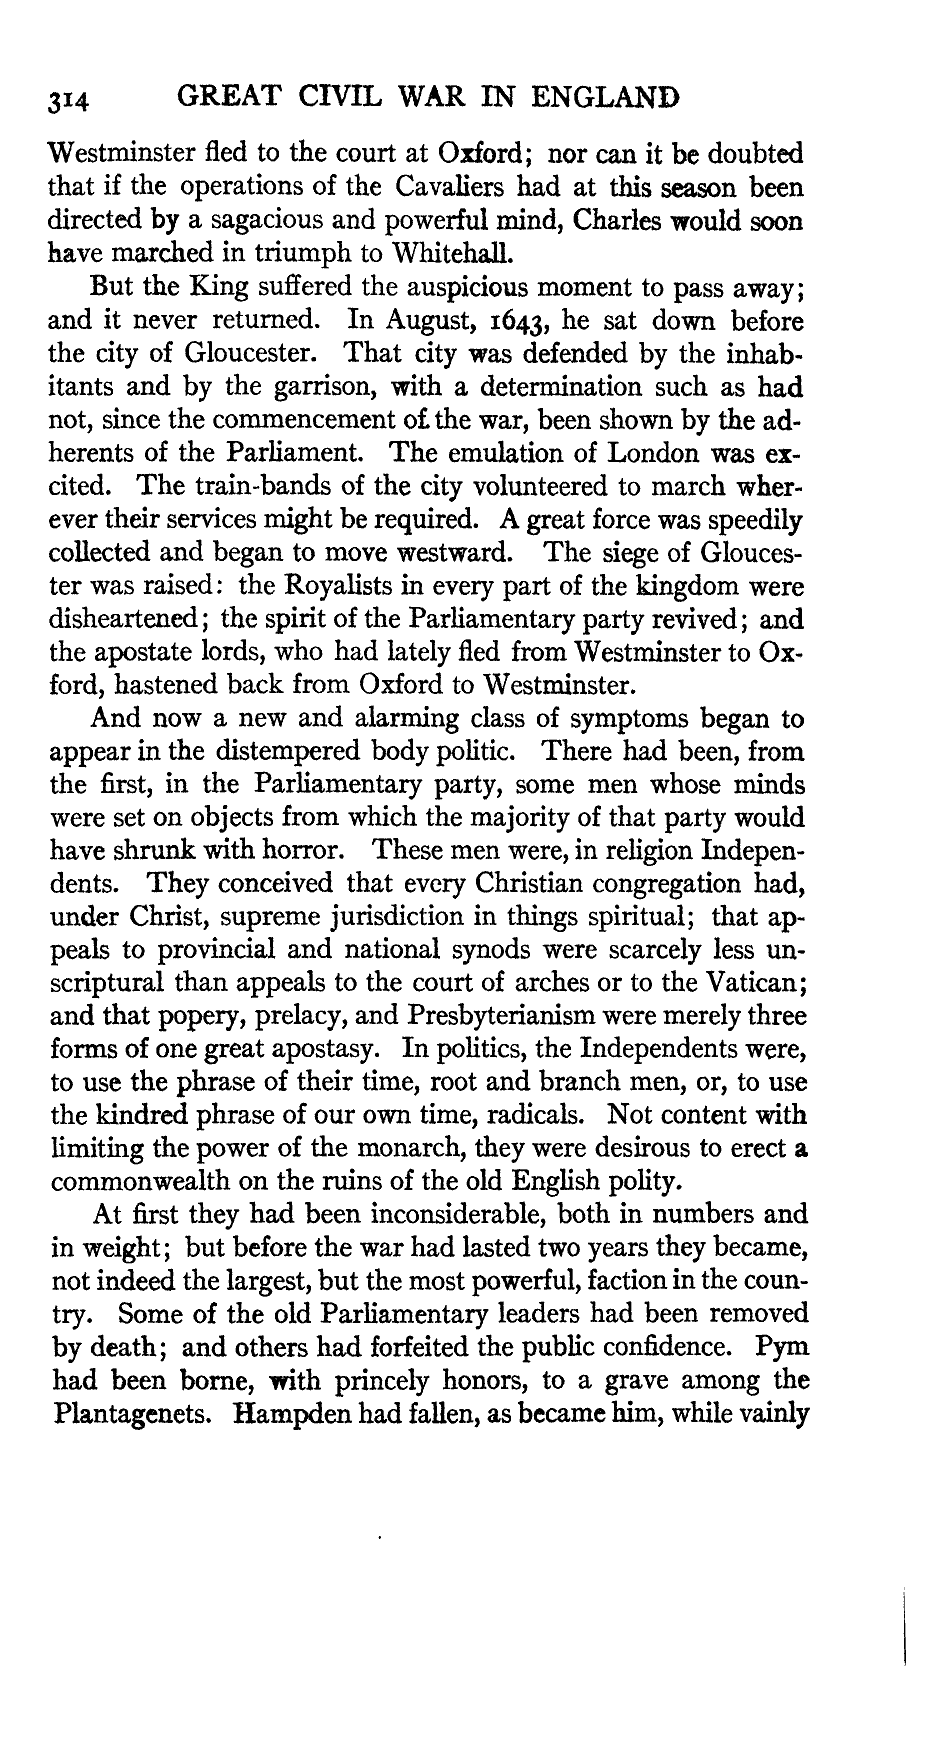 314 GREAT CIVIL WAR IN ENGLAND
Westminster fled to the court at Oxford; nor can it be doubted
that if the operations of the Cavaliers had at this season been
directed by a sagacious and powerful mind, Charles would soon
have marched in triumph to Whitehall.
But the King suffered the auspicious moment to pass away;
and it never returned. In August, 1643, he sat down before
the city of Gloucester. That city was defended by the inhab-
itants and by the garrison, with a determination such as had
not, since the commencement of the war, been shown by the ad-
herents of the Parliament. The emulation of London was ex-
cited. The train-bands of the city volunteered to march wher-
ever their services might be required. A great force was speedily
collected and began to move westward. The siege of Glouces-
ter was raised: the Royalists in every part of the kingdom were
disheartened; the spirit of the Parliamentary party revived; and
the apostate lords, who had lately fled from Westminster to Ox-
ford, hastened back from Oxford to Westminster.
And now a new and alarming class of symptoms began to
appear in the distempered body politic. There had been, from
the first, in the Parliamentary party, some men whose minds
were set on objects from which the majority of that party would
have shrunk with horror. These men were, in religion Indepen-
dents. They conceived that every Christian congregation had,
under Christ, supreme jurisdiction in things spiritual; that ap-
peals to provincial and national synods were scarcely less un-
scriptural than appeals to the court of arches or to the Vatican;
and that popery, prelacy, and Presbyterianism were merely three
forms of one great apostasy. In politics, the Independents were,
to use the phrase of their time, root and branch men, or, to use
the kindred phrase of our own time, radicals. Not content with
limiting the power of the monarch, they were desirous to erect a
commonwealth on the ruins of the old English polity.
At first they had been inconsiderable, both in numbers and
in weight; but before the war had lasted two years they became,
not indeed the largest, but the most powerful, faction in the coun-
try. Some of the old Parliamentary leaders had been removed
by death; and others had forfeited the public confidence. Pym
had been borne, with princely honors, to a grave among the
Plantagenets. Hampden had fallen, as became him, while vainly